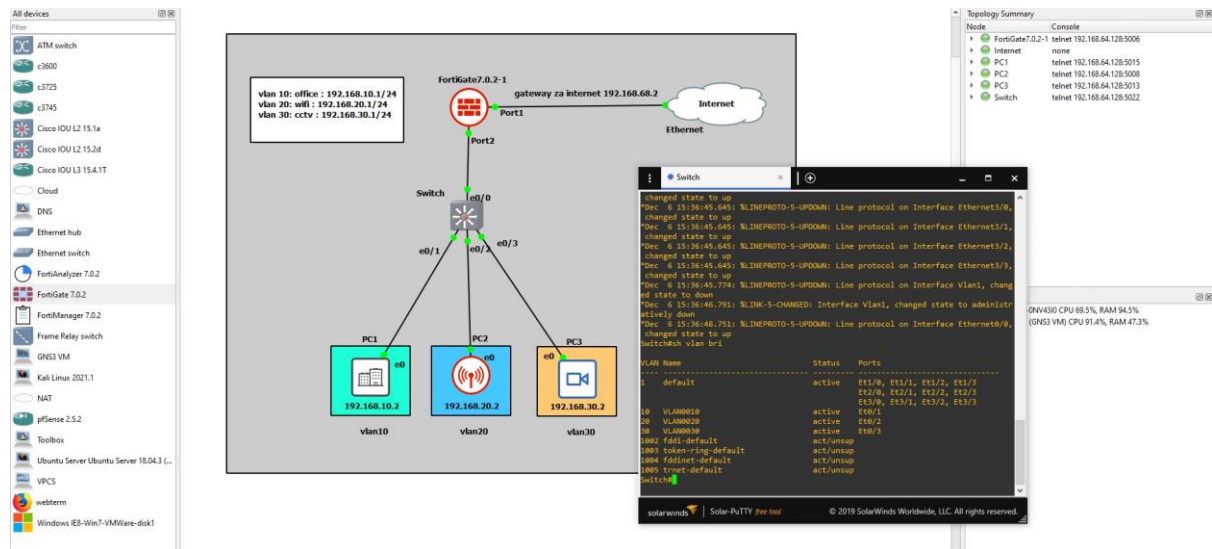 All devices
Filter
ATM switch
c3600
c3725
c3745
Cisco IOU L2 15.1a
Cisco IOU L2 15.2d
Cisco IOU L3 15.4.1T
Cloud
DNS
Ethernet hub
Ethernet switch
FortiAnalyzer 7.0.2
FortiGate 7.0.2
FortiManager 7.0.2
Frame Relay switch
GNS3 VM
Kali Linux 2021.1
NAT
pfSense 2.5.2
Toolbox
Ubuntu Server Ubuntu Server 18.04.3 (...
VPCS
webterm
Windows IE8-Win7-VMWare-disk1
vlan 10: office : 192.168.10.1/24
vlan 20: wifi : 192.168.20.1/24
vlan 30: cctv : 192.168.30.1/24
FortiGate7.0.2-1
gateway za internet 192.168.68.2
Port1
Internet
Ethernet
Port2
Switch
e0/0
e0/1
e0/2
e0/3
PC1
e0
192.168.10.2
vlan10
PC2
e0
192.168.20.2
vlan20
PC3
e0
192.168.30.2
vlan30
Switch
changed state to up
*Dec 6 15:36:45.645: %LINEPROTO-5-UPDOWN: Line protocol on Interface Ethernet3/0,
changed state to up
*Dec 6 15:36:45.645: %LINEPROTO-5-UPDOWN: Line protocol on Interface Ethernet3/1,
changed state to up
*Dec 6 15:36:45.645: %LINEPROTO-5-UPDOWN: Line protocol on Interface Ethernet3/2,
changed state to up
*Dec 6 15:36:45.645: %LINEPROTO-5-UPDOWN: Line protocol on Interface Ethernet3/3,
changed state to up
*Dec 6 15:36:45.774: %LINEPROTO-5-UPDOWN: Line protocol on Interface Vlan1, chang
ed state to down
*Dec 6 15:36:46.791: %LINK-5-CHANGED: Interface Vlan1, changed state to administr
atively down
*Dec 6 15:36:48.751: %LINEPROTO-5-UPDOWN: Line protocol on Interface Ethernet0/0,
changed state to up
Switch#sh vlan bri
VLAN Name Status Ports
---- -------------------------------- --------- -------------------------------
1 default active Et1/0, Et1/1, Et1/2, Et1/3
Et2/0, Et2/1, Et2/2, Et2/3
Et3/0, Et3/1, Et3/2, Et3/3
10 VLAN0010 active Et0/1
20 VLAN0020 active Et0/2
30 VLAN0030 active Et0/3
1002 fddi-default act/unsup
1003 token-ring-default act/unsup
1004 fddinet-default act/unsup
1005 trnet-default act/unsup
Switch#
solarwinds Solar-PuTTY free tool © 2019 SolarWinds Worldwide, LLC. All rights reserved.
Topology Summary
Node Console
FortiGate7.0.2-1 telnet 192.168.64.128:5006
Internet none
PC1 telnet 192.168.64.128:5015
PC2 telnet 192.168.64.128:5008
PC3 telnet 192.168.64.128:5013
Switch telnet 192.168.64.128:5022
CPU 69.5%, RAM 94.5%
(GNS3 VM) CPU 91.4%, RAM 47.3%